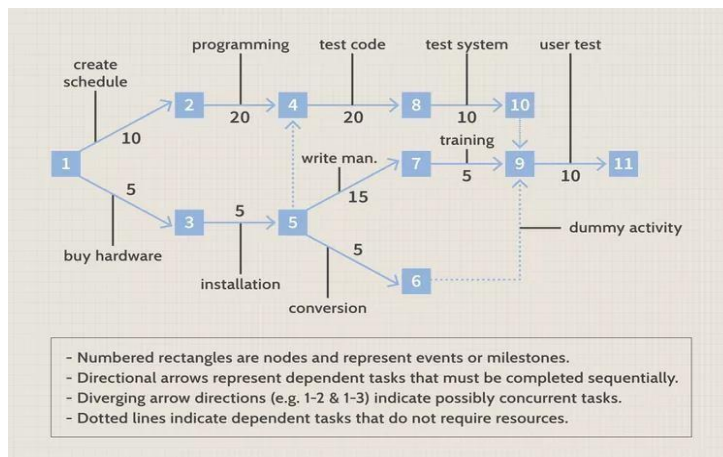 programming
test code
test system
user test
create
schedule
2
4
8
10
20
20
10
10
training
1
write man.
7
9
11
5
10
5
15
5
3
5
dummy activity
5
buy hardware
6
installation
conversion
- Numbered rectangles are nodes and represent events or milestones.
- Directional arrows represent dependent tasks that must be completed sequentially.
- Diverging arrow directions (e.g. 1-2 & 1-3) indicate possibly concurrent tasks.
- Dotted lines indicate dependent tasks that do not require resources.